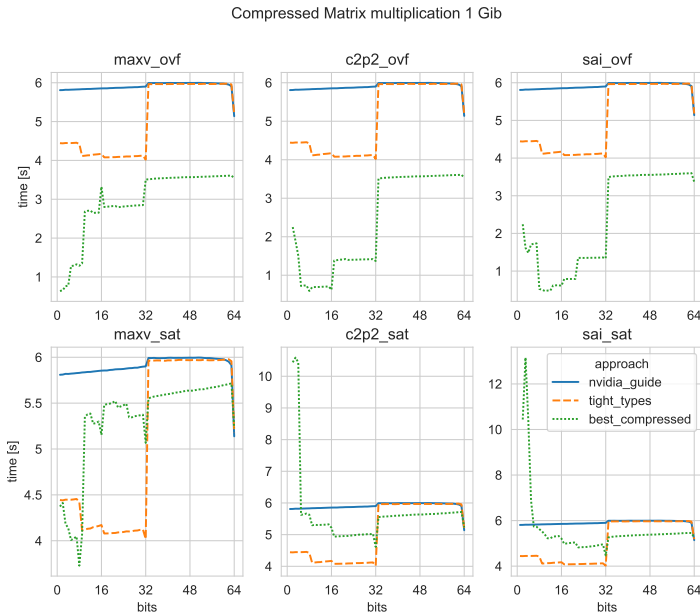 Compressed Matrix multiplication 1 Gib
maxv_ovf
c2p2_ovf
sai_ovf
time [s]
6
5
4
3
2
1
0 16 32 48 64
6
5
4
3
2
1
0 16 32 48 64
6
5
4
3
2
1
0 16 32 48 64
maxv_sat
c2p2_sat
sai_sat
time [s]
6
5.5
5
4.5
4
0 16 32 48 64
bits
10
9
8
7
6
5
4
0 16 32 48 64
bits
12
10
8
6
4
0 16 32 48 64
bits
approach
nvidia_guide
tight_types
best_compressed